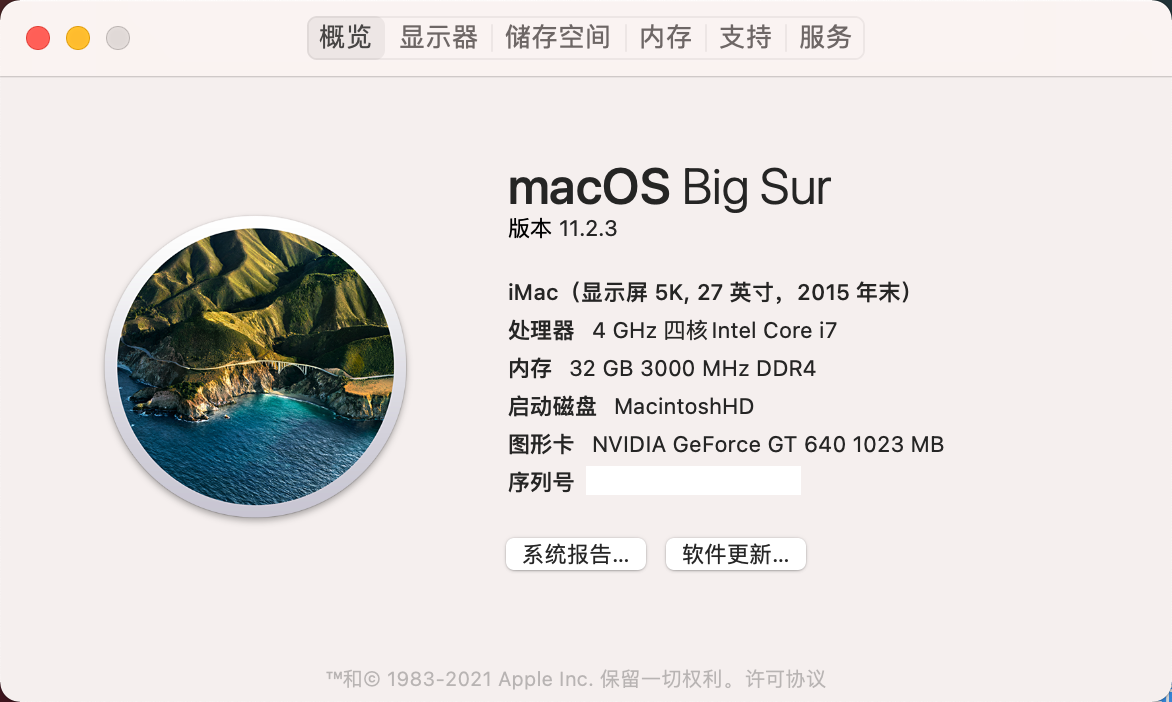 概览 显示器 储存空间 内存 支持 服务
macOS Big Sur
版本 11.2.3
iMac（显示屏 5K, 27 英寸，2015 年末）
处理器 4 GHz 四核Intel Core i7
内存 32 GB 3000 MHz DDR4
启动磁盘 MacintoshHD
图形卡 NVIDIA GeForce GT 640 1023 MB
序列号
系统报告... 软件更新...
™和© 1983-2021 Apple Inc. 保留一切权利。许可协议